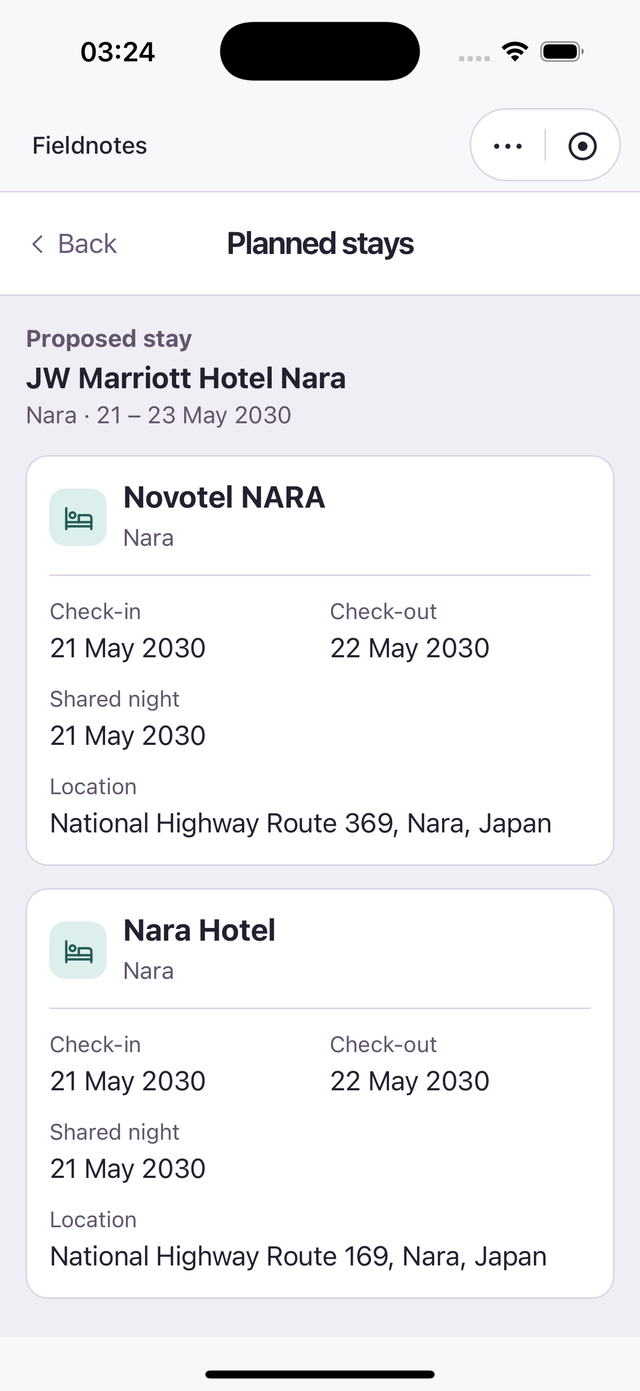 03:24
Fieldnotes
Back
Planned stays
Proposed stay
JW Marriott Hotel Nara
Nara · 21 – 23 May 2030
Novotel NARA
Nara
Check-in
Check-out
21 May 2030
22 May 2030
Shared night
21 May 2030
Location
National Highway Route 369, Nara, Japan
Nara Hotel
Nara
Check-in
Check-out
21 May 2030
22 May 2030
Shared night
21 May 2030
Location
National Highway Route 169, Nara, Japan